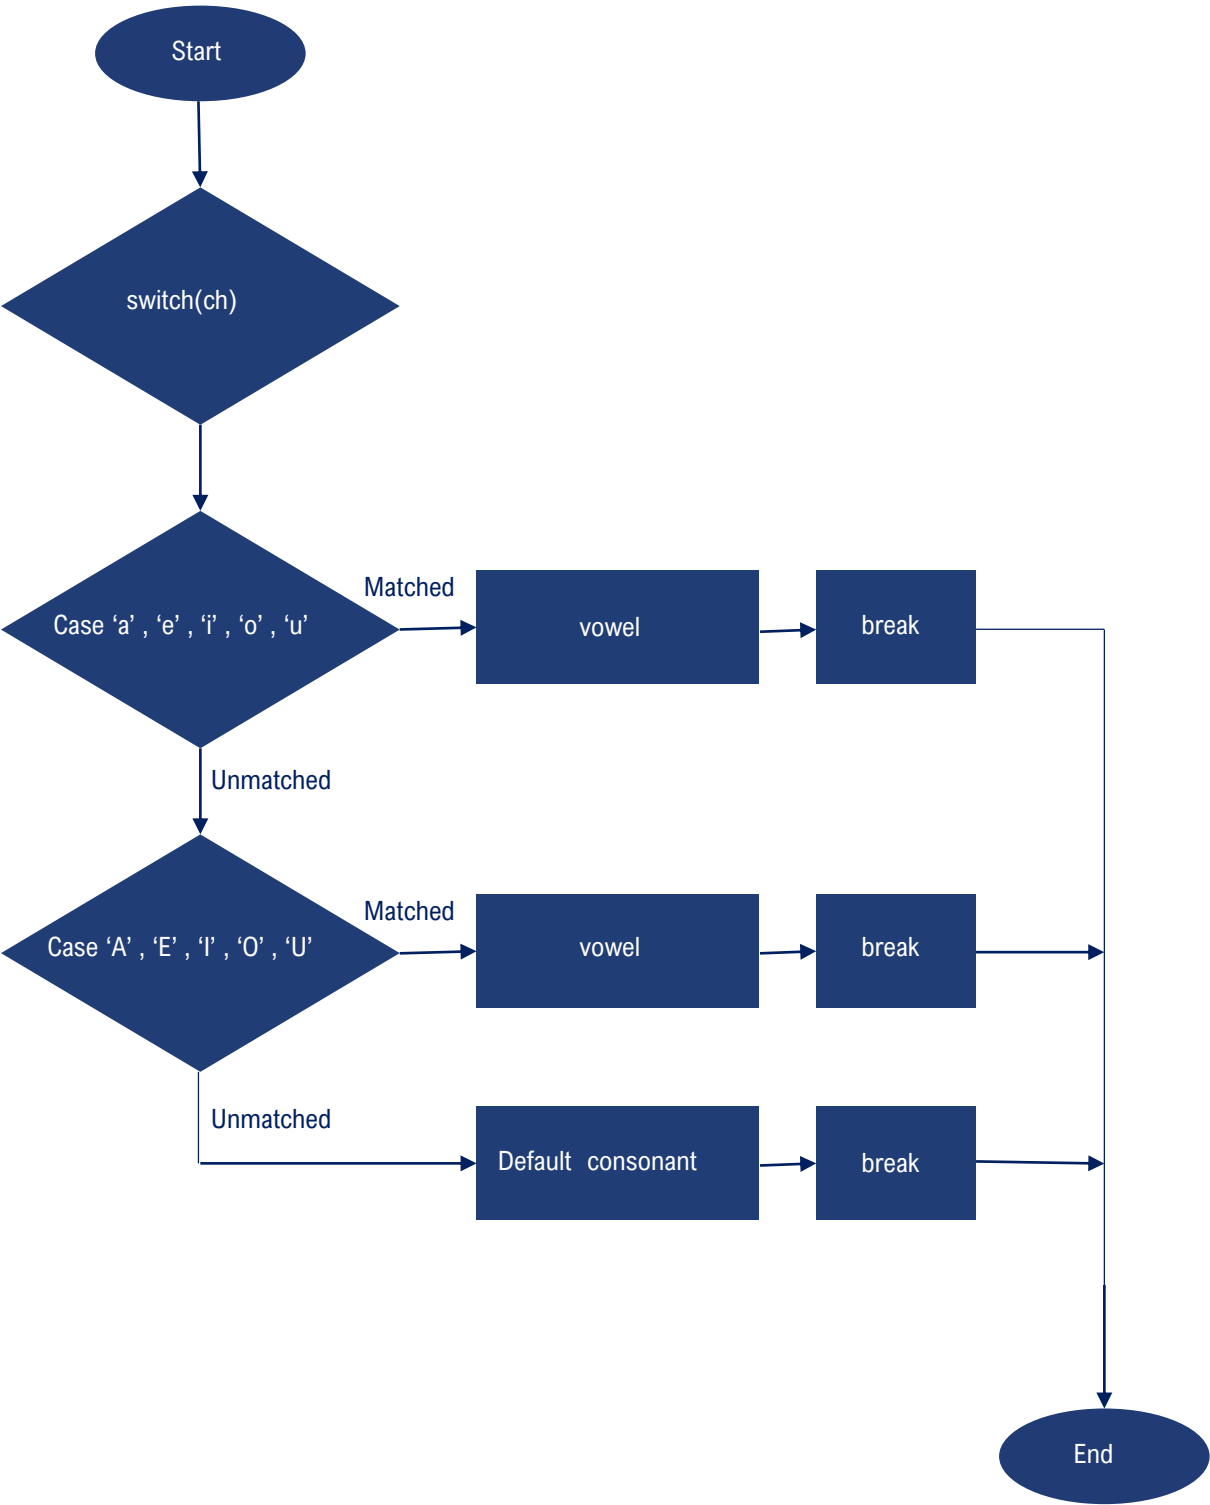 Start
switch(ch)
Case ‘a’ , ‘e’ , ‘i’ , ‘o’ , ‘u’
Matched
vowel
break
Unmatched
Case ‘A’ , ‘E’ , ‘I’ , ‘O’ , ‘U’
Matched
vowel
break
Unmatched
Default consonant
break
End